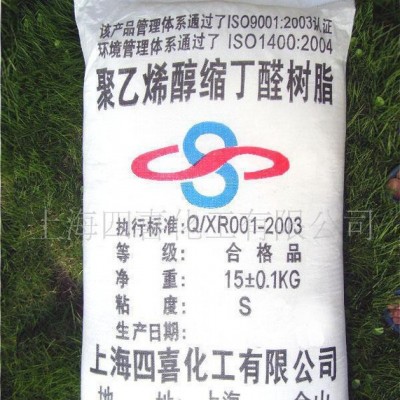 该产品管理体系通过了ISO9001:2003认证
环境管理体系通过了ISO1400:2004
聚乙烯醇缩丁醛树脂
上海四喜化工有限公司
执行标准:Q/XR001-2003
等级: 合格品
净重: 15±0.1KG
粘度: S
生产日期:
上海四喜化工有限公司
地 址: 上海 金山